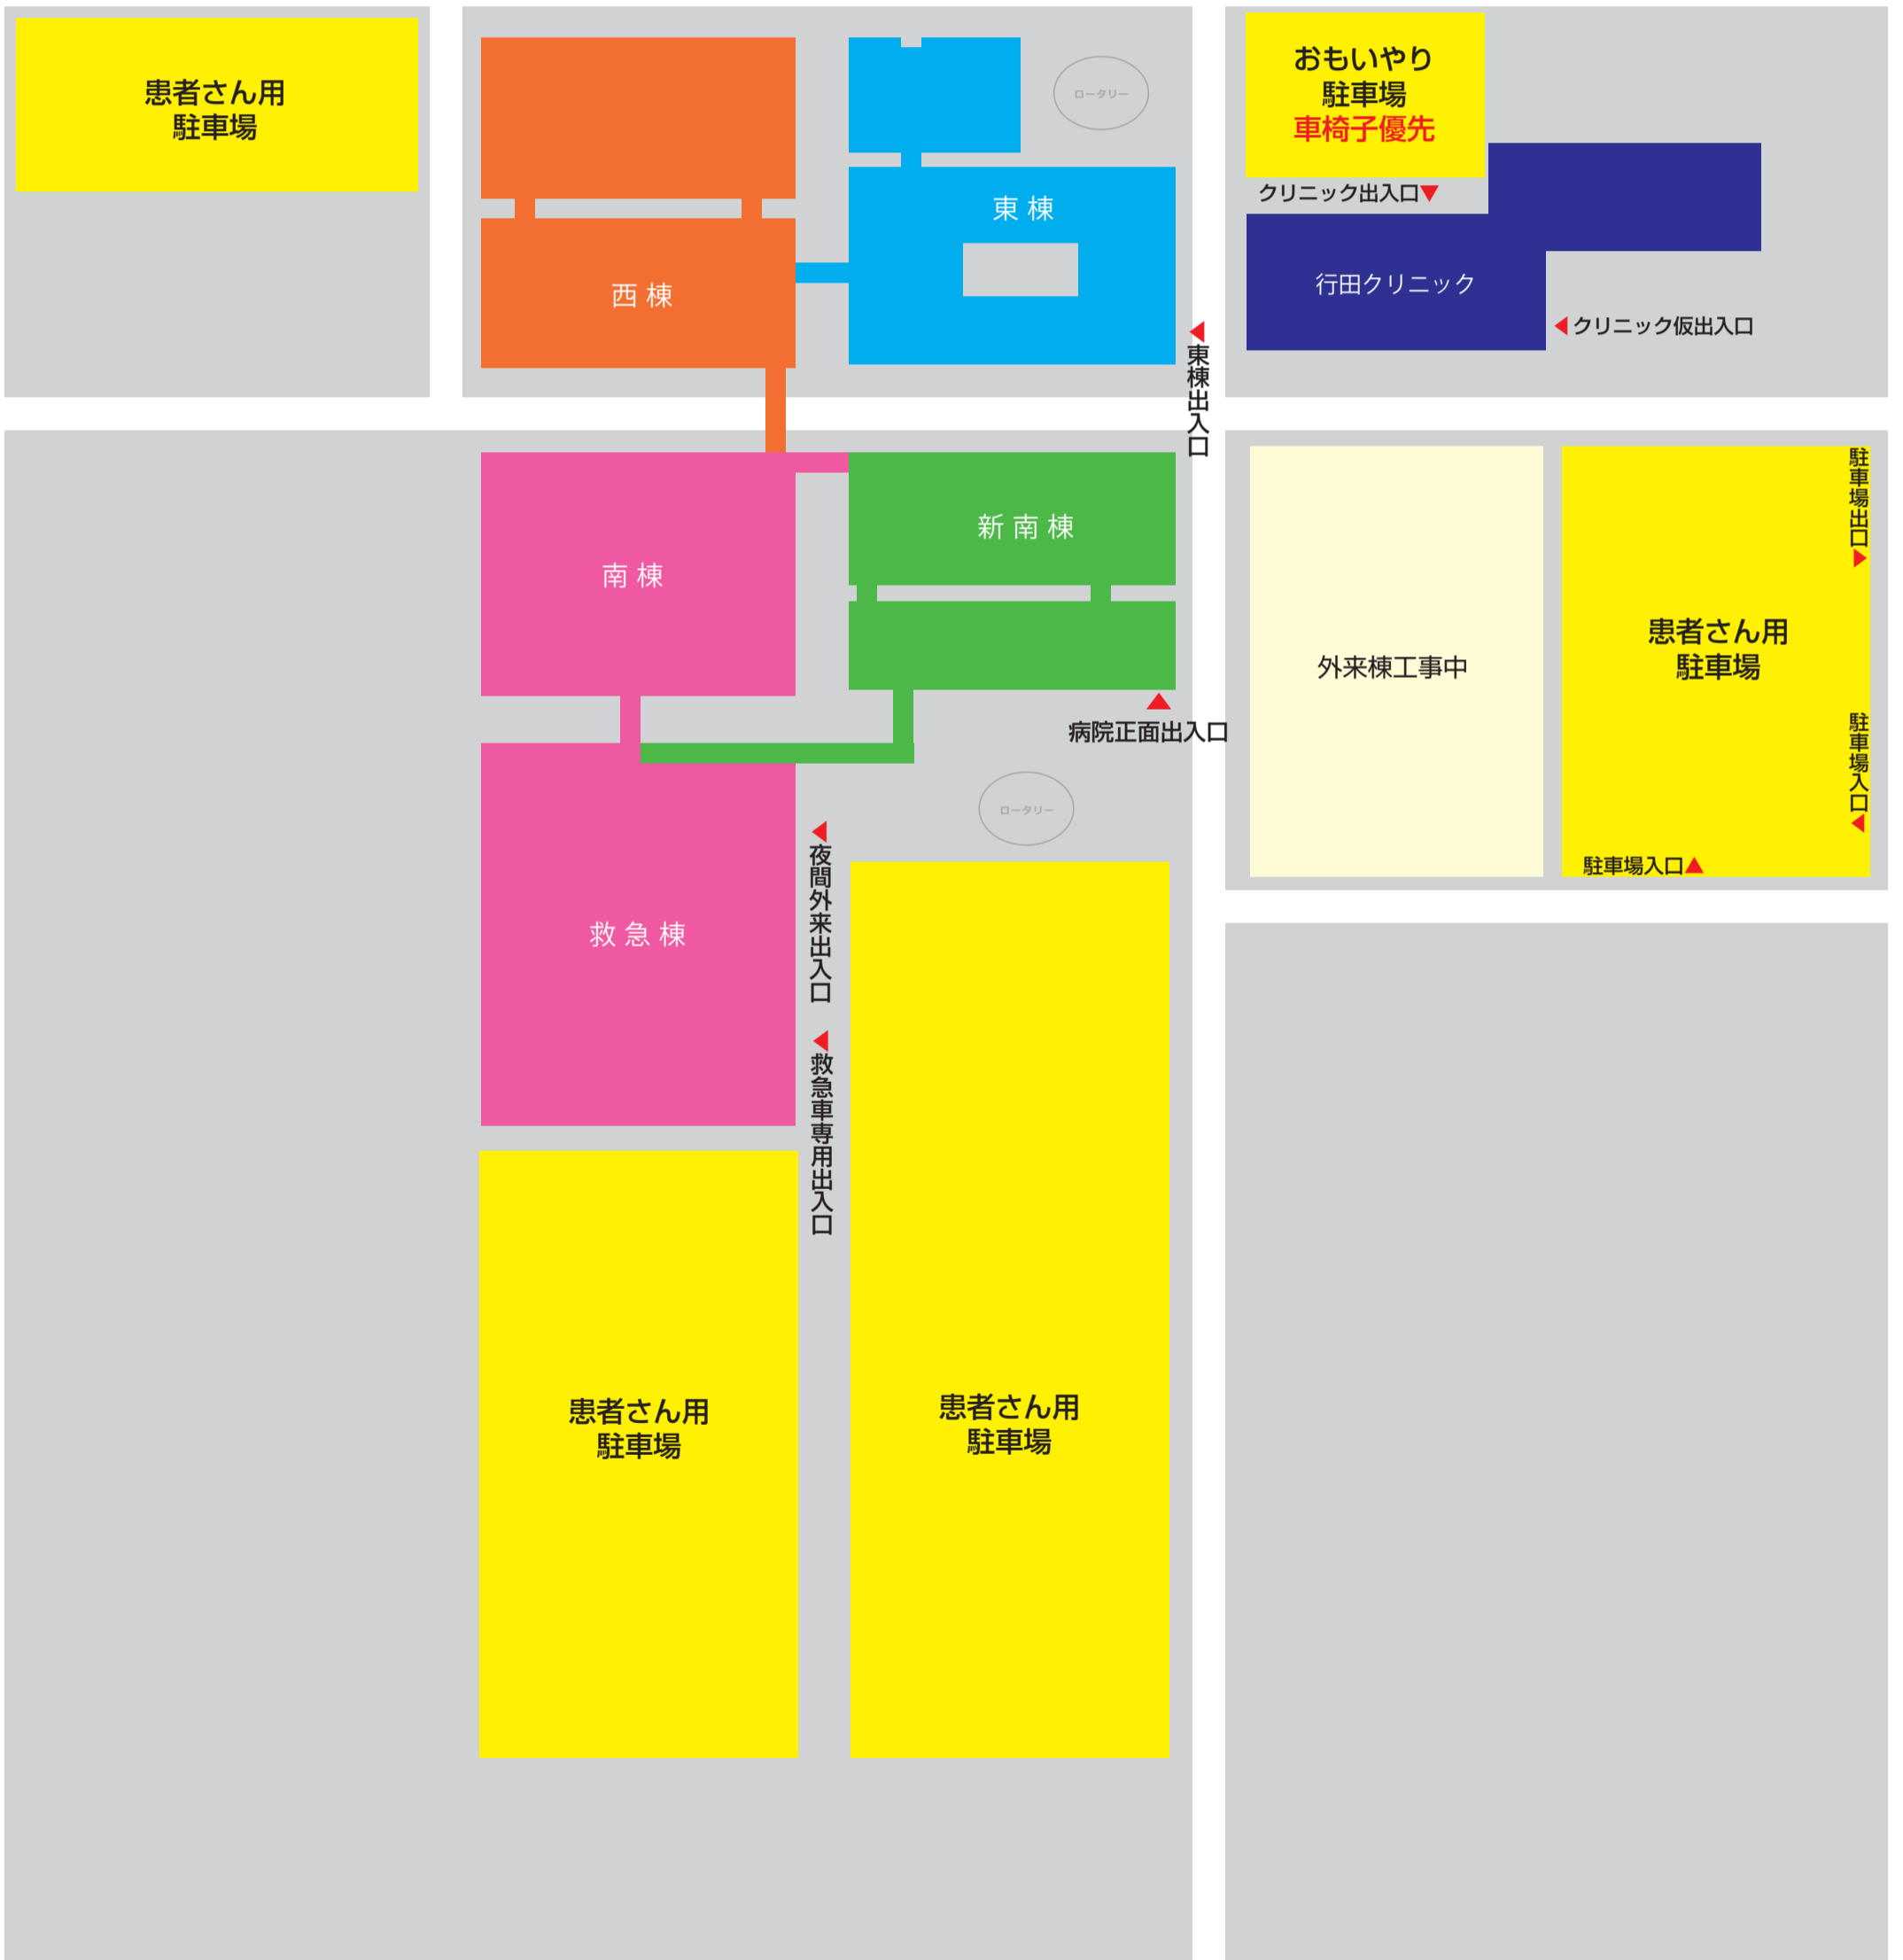 患者さん用
駐車場
ロータリー
東棟
西棟
東棟出入口
おもいやり
駐車場
車椅子優先
クリニック出入口
行田クリニック
クリニック仮出入口
新南棟
南棟
病院正面出入口
ロータリー
夜間外来出入口
救急棟
救急車専用出入口
外来棟工事中
駐車場出口
患者さん用
駐車場
駐車場入口
駐車場入口
患者さん用
駐車場
患者さん用
駐車場